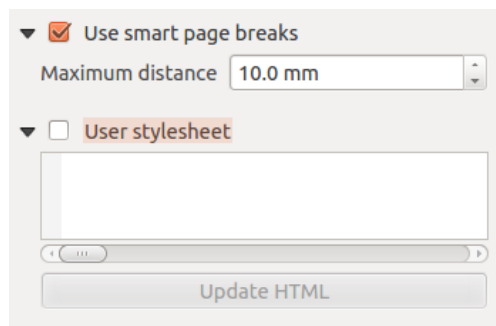 Use smart page breaks
Maximum distance 10.0 mm
User stylesheet
Update HTML